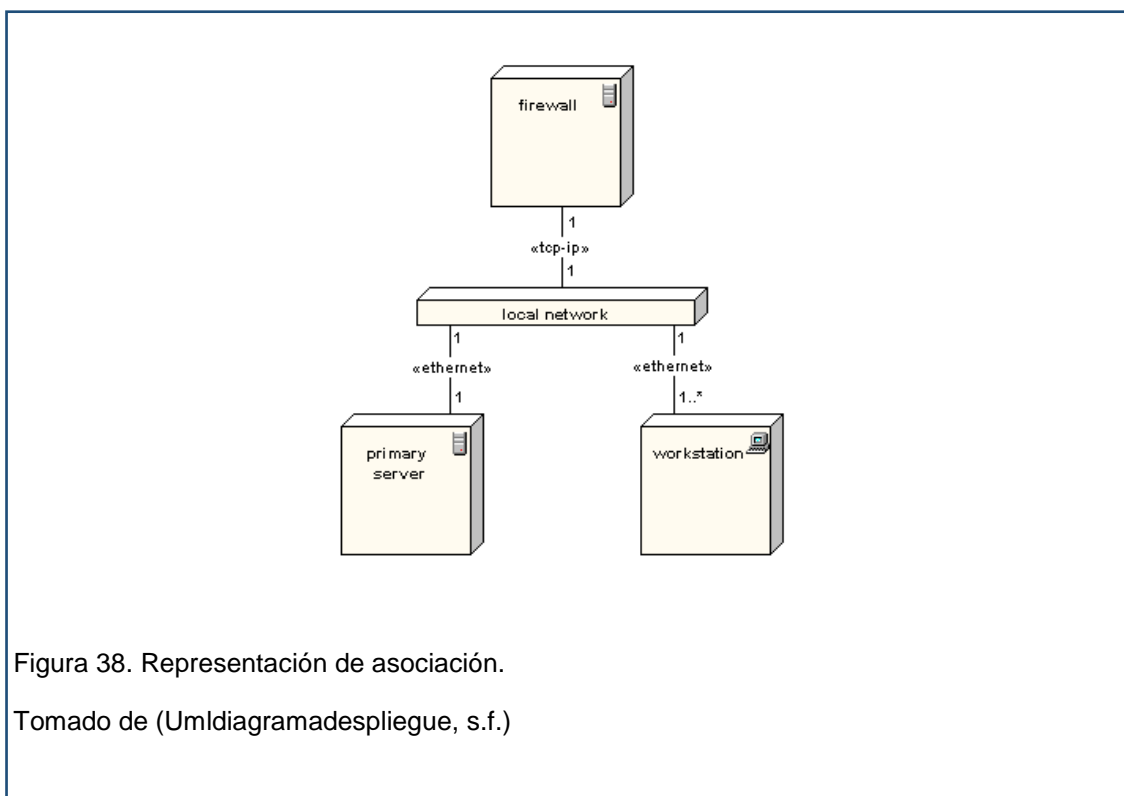 firewall
1
«tcp-ip»
1
local network
1
1
«ethernet»
«ethernet»
1
1..*
primary
server
workstation
Figura 38. Representación de asociación.
Tomado de (Umldiagramadespliegue, s.f.)